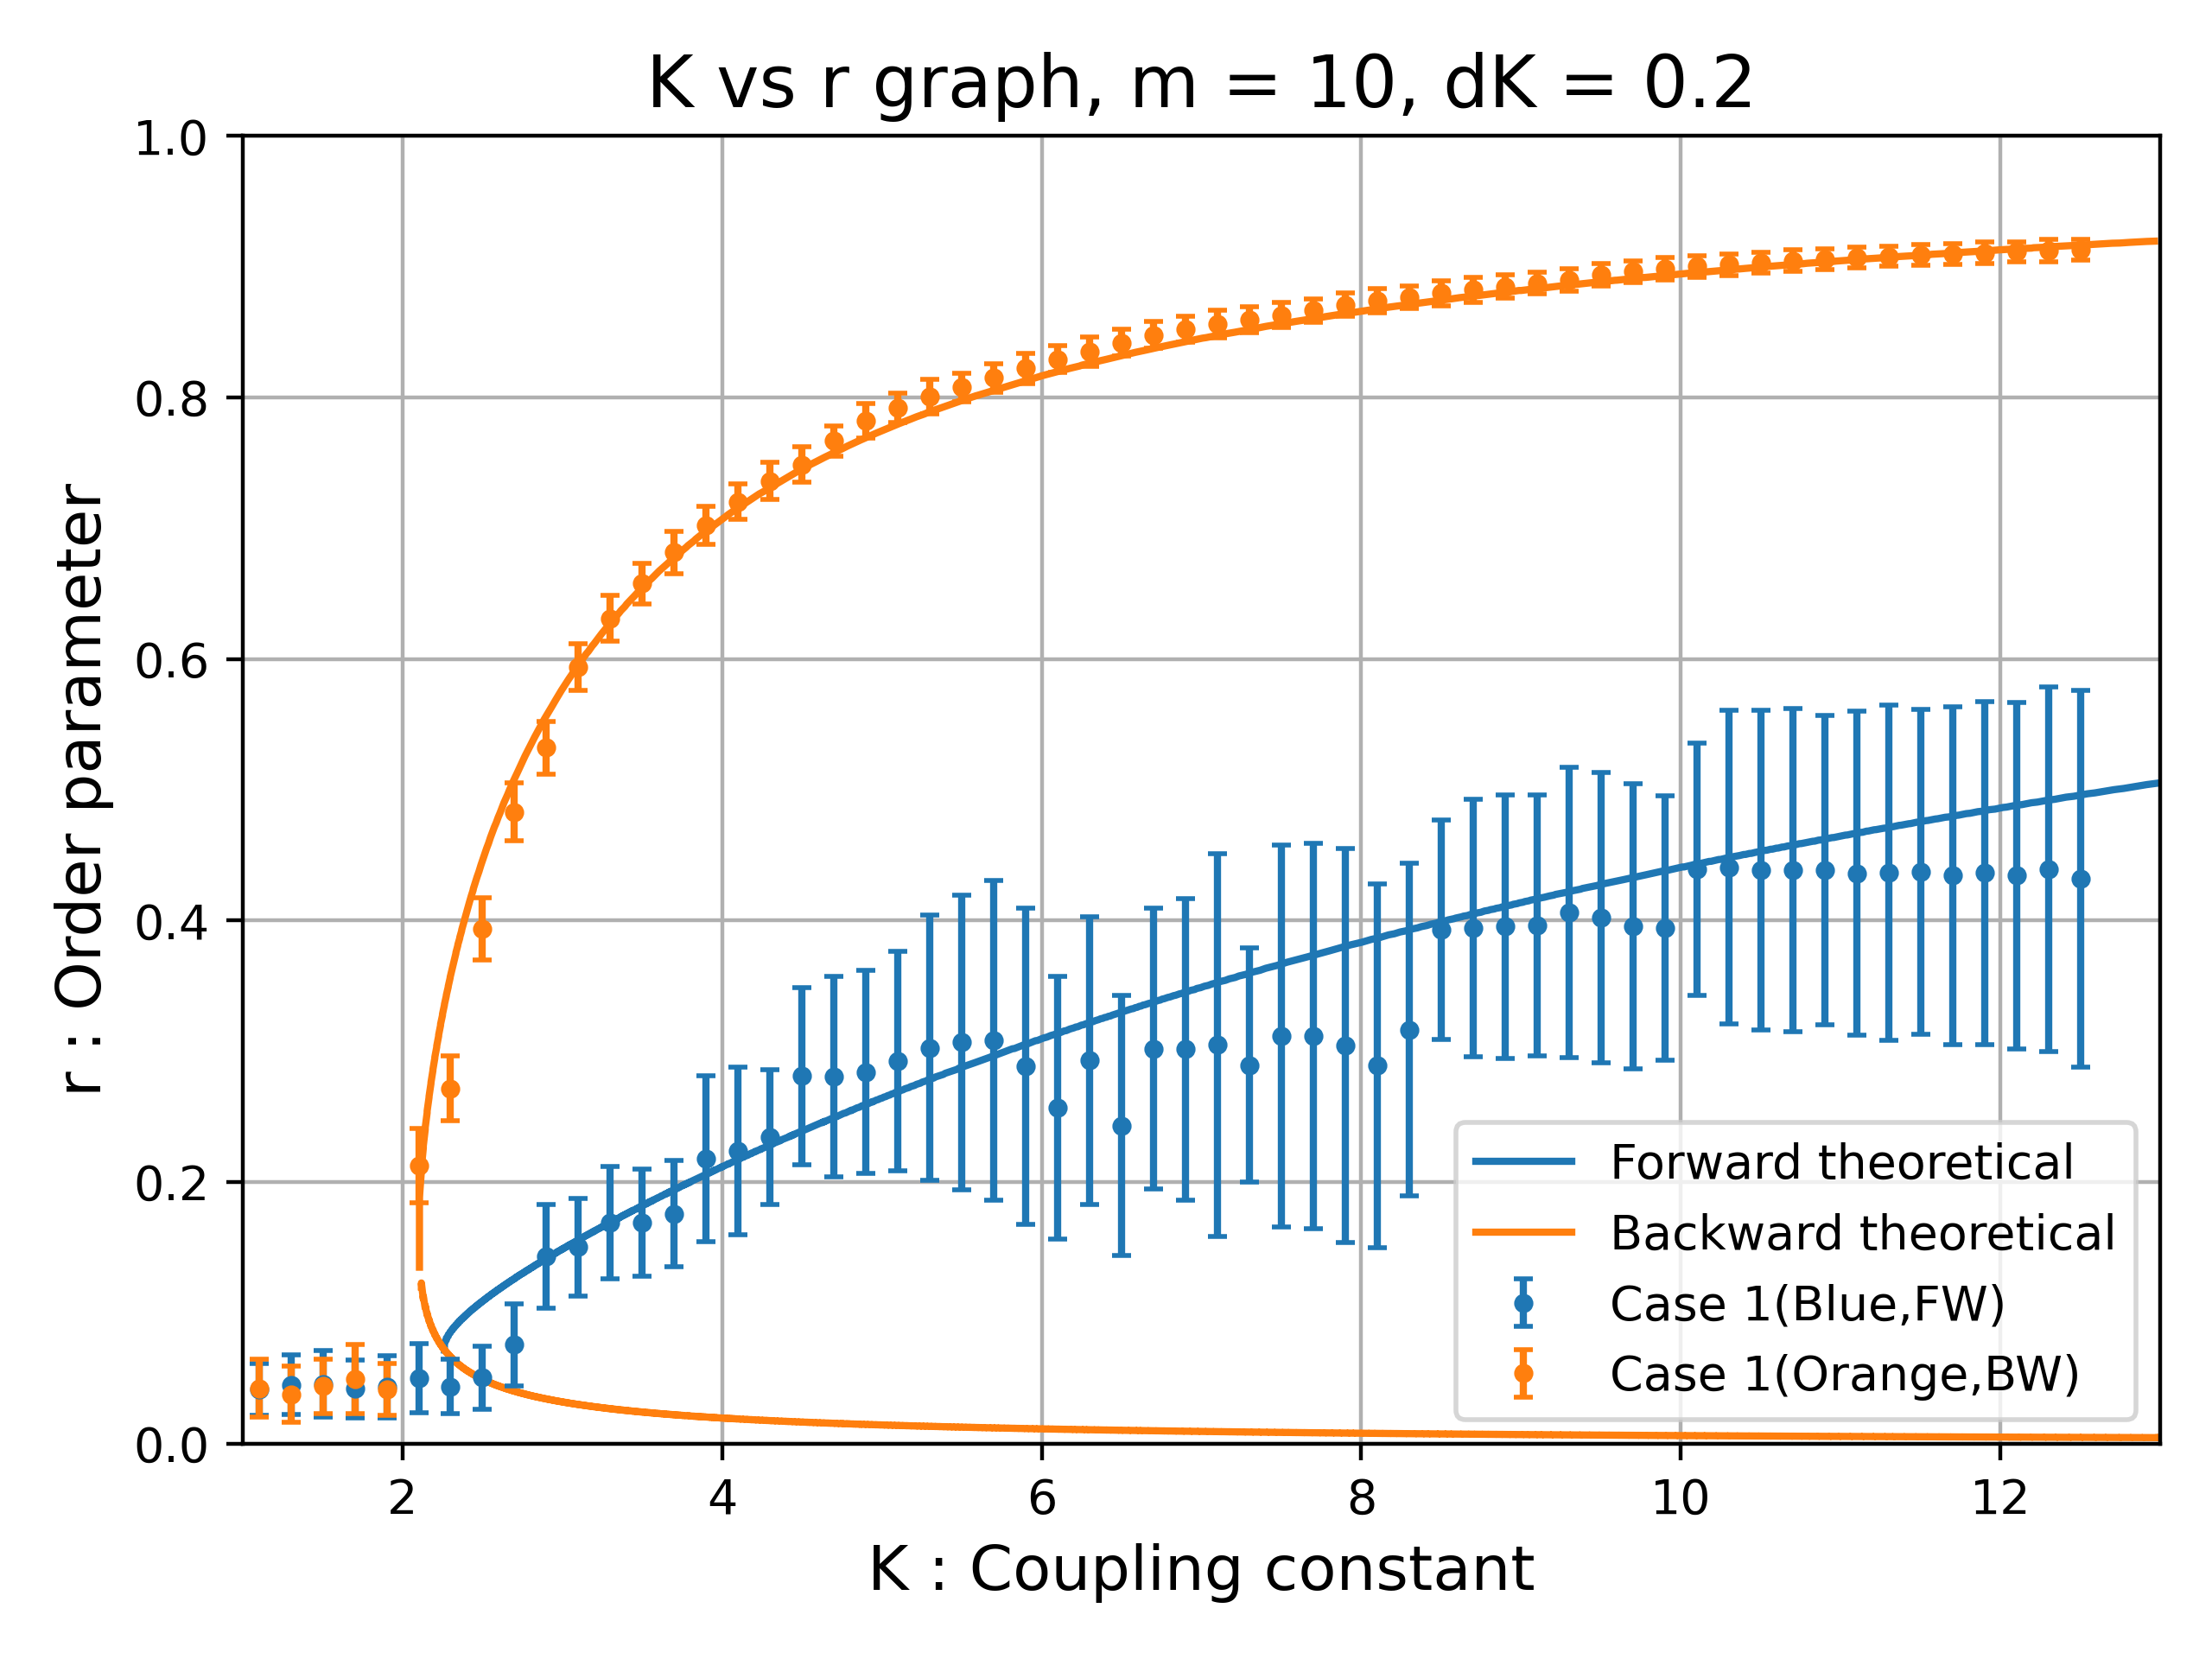 K vs r graph, m = 10, dK = 0.2
1.0
0.8
0.6
0.4
0.2
0.0
r : Order parameter
2 4 6 8 10 12
K : Coupling constant
Forward theoretical
Backward theoretical
Case 1(Blue,FW)
Case 1(Orange,BW)